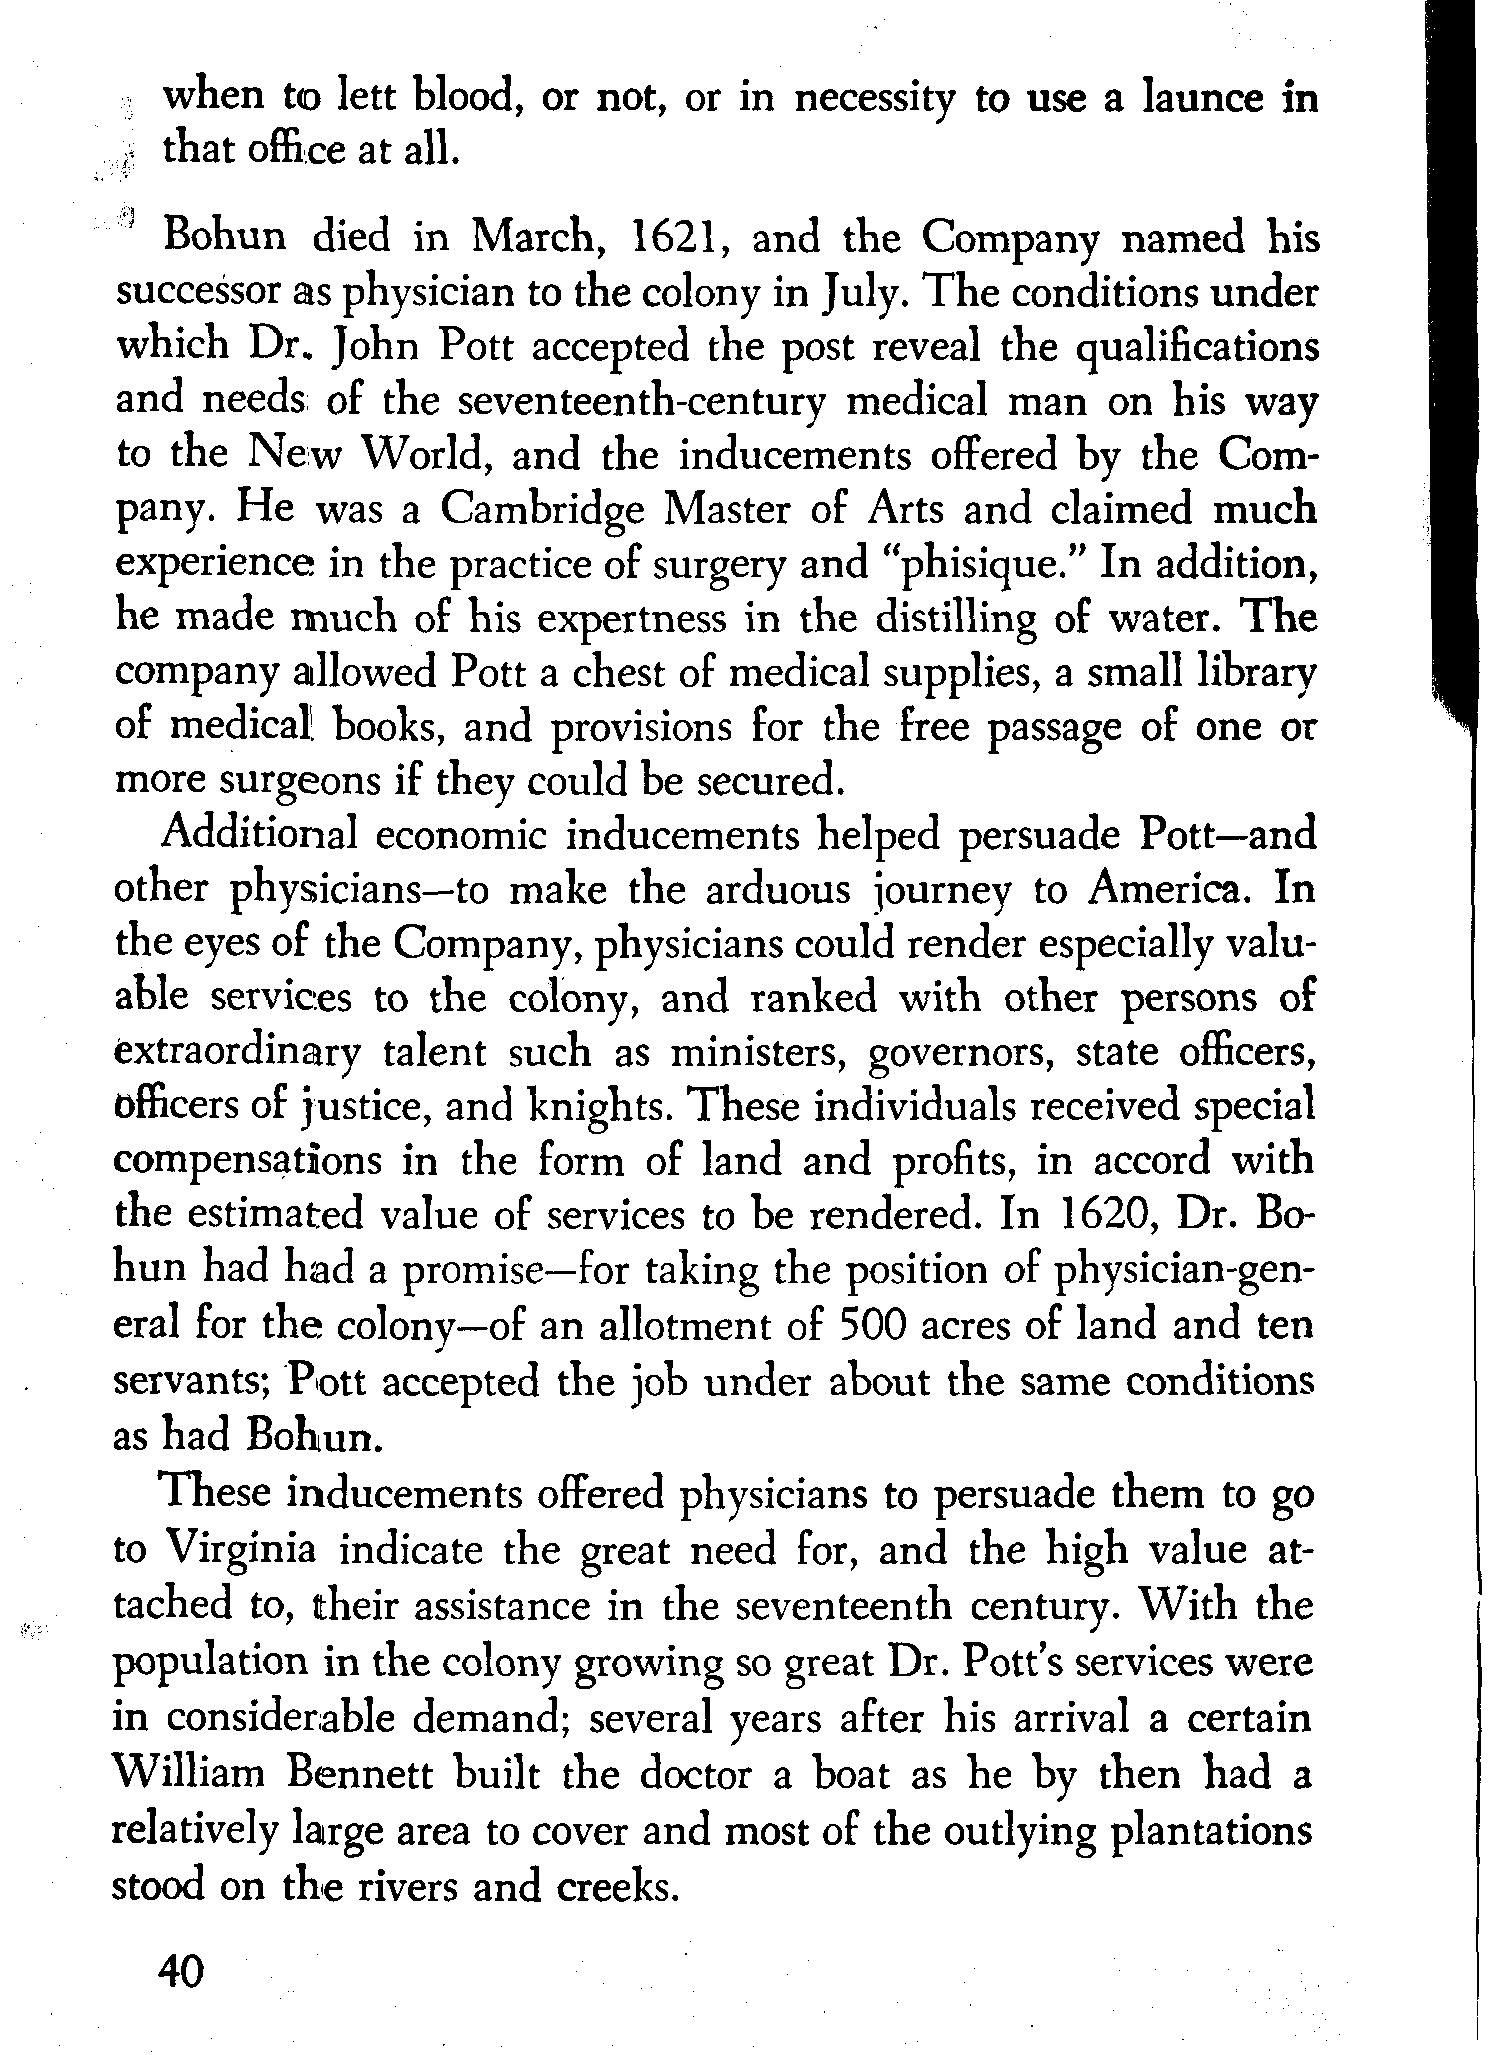 when to lett blood, or not, or in necessity to use a launce in
that office at all.
Bohun died in March, 1621, and the Company named his
successor as physician to the colony in July. The conditions under
which Dr. John Pott accepted the post reveal the qualifications
and needs of the seventeenth-century medical man on his way
to the New World, and the inducements offered by the Com-
pany. He was a Cambridge Master of Arts and claimed much
experience in the practice of surgery and “phisique.” In addition,
he made much of his expertness in the distilling of water. The
company allowed Pott a chest of medical supplies, a small library
of medical books, and provisions for the free passage of one or
more surgeons if they could be secured.
Additional economic inducements helped persuade Pott—and
other physicians—to make the arduous journey to America. In
the eyes of the Company, physicians could render especially valu-
able services to the colony, and ranked with other persons of
extraordinary talent such as ministers, governors, state officers,
officers of justice, and knights. These individuals received special
compensations in the form of land and profits, in accord with
the estimated value of services to be rendered. In 1620, Dr. Bo-
hun had had a promise—for taking the position of physician-gen-
eral for the colony—of an allotment of 500 acres of land and ten
servants; Pott accepted the job under about the same conditions
as had Bohun.
These inducements offered physicians to persuade them to go
to Virginia indicate the great need for, and the high value at-
tached to, their assistance in the seventeenth century. With the
population in the colony growing so great Dr. Pott's services were
in considerable demand; several years after his arrival a certain
William Bennett built the doctor a boat as he by then had a
relatively large area to cover and most of the outlying plantations
stood on the rivers and creeks.
40